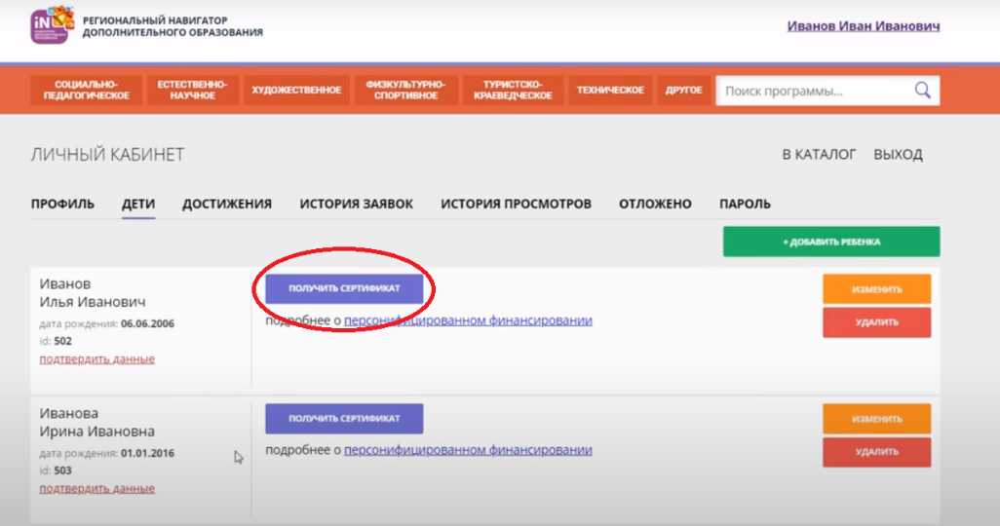 iN
РЕГИОНАЛЬНЫЙ НАВИГАТОР
ДОПОЛНИТЕЛЬНОГО ОБРАЗОВАНИЯ
Иванов Иван Иванович
СОЦИАЛЬНО-
ПЕДАГОГИЧЕСКОЕ
ЕСТЕСТВЕННО-
НАУЧНОЕ
ХУДОЖЕСТВЕННОЕ
ФИЗКУЛЬТУРНО-
СПОРТИВНОЕ
ТУРИСТСКО-
КРАЕВЕДЧЕСКОЕ
ТЕХНИЧЕСКОЕ
ДРУГОЕ
Поиск программы...
ЛИЧНЫЙ КАБИНЕТ
В КАТАЛОГ ВЫХОД
ПРОФИЛЬ ДЕТИ ДОСТИЖЕНИЯ ИСТОРИЯ ЗАЯВОК ИСТОРИЯ ПРОСМОТРОВ ОТЛОЖЕНО ПАРОЛЬ
+ ДОБАВИТЬ РЕБЕНКА
Иванов
Илья Иванович
дата рождения: 06.06.2006
id: 502
подтвердить данные
ПОЛУЧИТЬ СЕРТИФИКАТ
подробнее о персонифицированном финансировании
ИЗМЕНИТЬ
УДАЛИТЬ
Иванова
Ирина Ивановна
дата рождения: 01.01.2016
id: 503
подтвердить данные
ПОЛУЧИТЬ СЕРТИФИКАТ
подробнее о персонифицированном финансировании
ИЗМЕНИТЬ
УДАЛИТЬ